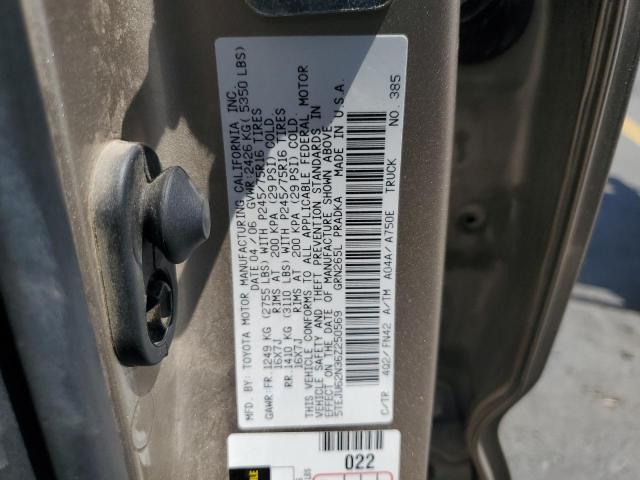 MFD. BY: TOYOTA MOTOR MANUFACTURING CALIFORNIA INC.
DATE 04/06 GVWR: 2426 KG ( 5350 LBS)
GAWR: FR. 1249 KG (2755 LBS) WITH P245/75R16 TIRES
16X7J RIMS AT 200 KPA (29 PSI) COLD
RR. 1410 KG (3110 LBS) WITH P245/75R16 TIRES
16X7J RIMS AT 200 KPA (29 PSI) COLD.
THIS VEHICLE CONFORMS TO ALL APPLICABLE FEDERAL MOTOR
VEHICLE SAFETY AND THEFT PREVENTION STANDARDS IN
EFFECT ON THE DATE OF MANUFACTURE SHOWN ABOVE.
5TEJU62N36Z250569 GRN265L PRADKA MADE IN U.S.A.
C/TR 4Q2/FN42 A/TM A04A/A750E TRUCK NO. 385
022
LBS